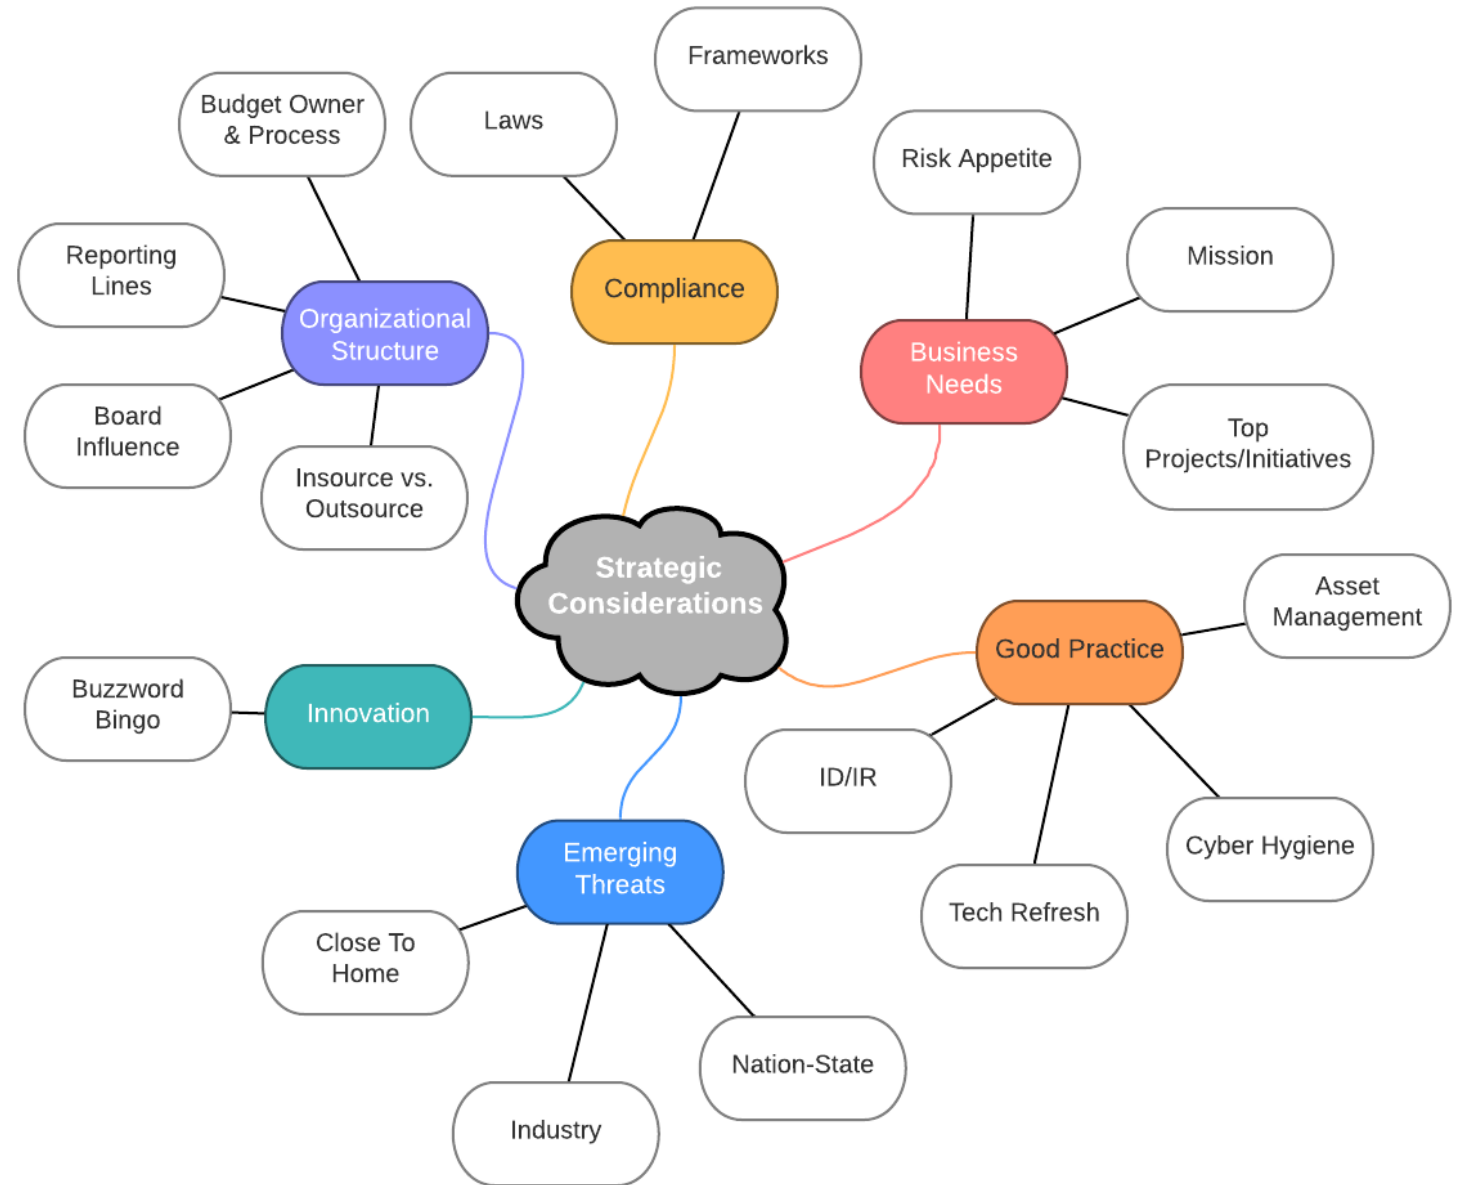 Frameworks
Budget Owner
& Process
Laws
Risk Appetite
Reporting
Lines
Mission
Organizational
Structure
Compliance
Business
Needs
Board
Influence
Insource vs.
Outsource
Top
Projects/Initiatives
Strategic
Considerations
Asset
Management
Good Practice
Buzzword
Bingo
Innovation
ID/IR
Cyber Hygiene
Emerging
Threats
Tech Refresh
Close To
Home
Nation-State
Industry